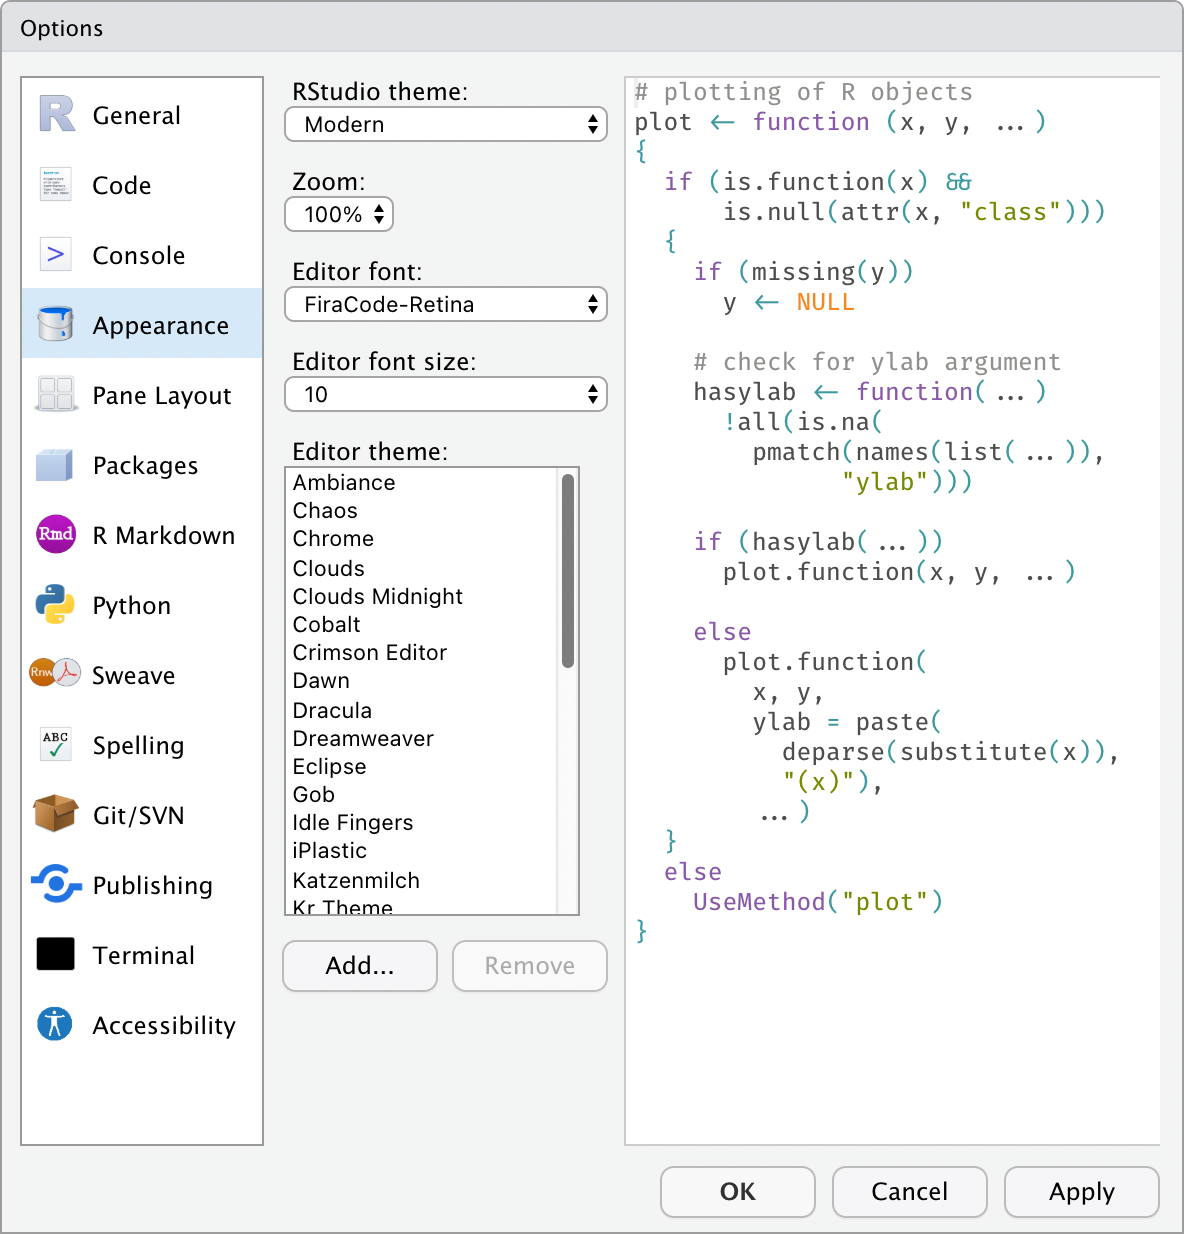 Options
General
Code
Console
Appearance
Pane Layout
Packages
Rmd
R Markdown
Python
Rnw
Sweave
ABC
Spelling
Git/SVN
Publishing
Terminal
Accessibility
RStudio theme:
Modern
Zoom:
100%
Editor font:
FiraCode-Retina
Editor font size:
10
Editor theme:
Ambiance
Chaos
Chrome
Clouds
Clouds Midnight
Cobalt
Crimson Editor
Dawn
Dracula
Dreamweaver
Eclipse
Gob
Idle Fingers
iPlastic
Katzenmilch
Kr Theme
Add...
Remove
# plotting of R objects
plot <- function (x, y, ...)
{
if (is.function(x) &&
is.null(attr(x, "class")))
{
if (missing(y))
y <- NULL
# check for ylab argument
hasylab <- function(...)
!all(is.na(
pmatch(names(list(...)),
"ylab")))
if (hasylab(...))
plot.function(x, y, ...)
else
plot.function(
x, y,
ylab = paste(
deparse(substitute(x)),
"(x)"),
...)
}
else
UseMethod("plot")
}
OK
Cancel
Apply